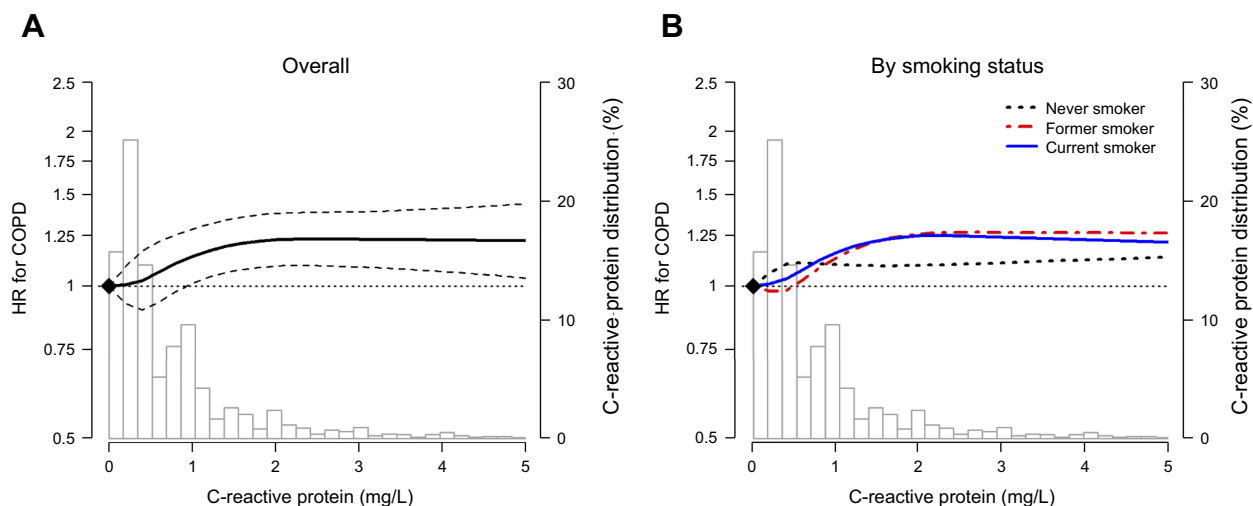 A
Overall
2.5
2
1.75
1.5
1.25
1
0.75
0.5
HR for COPD
30
20
10
0
C-reactive protein distribution (%)
0 1 2 3 4 5
C-reactive protein (mg/L)
B
By smoking status
Never smoker
Former smoker
Current smoker
2.5
2
1.75
1.5
1.25
1
0.75
0.5
HR for COPD
30
20
10
0
C-reactive protein distribution (%)
0 1 2 3 4 5
C-reactive protein (mg/L)